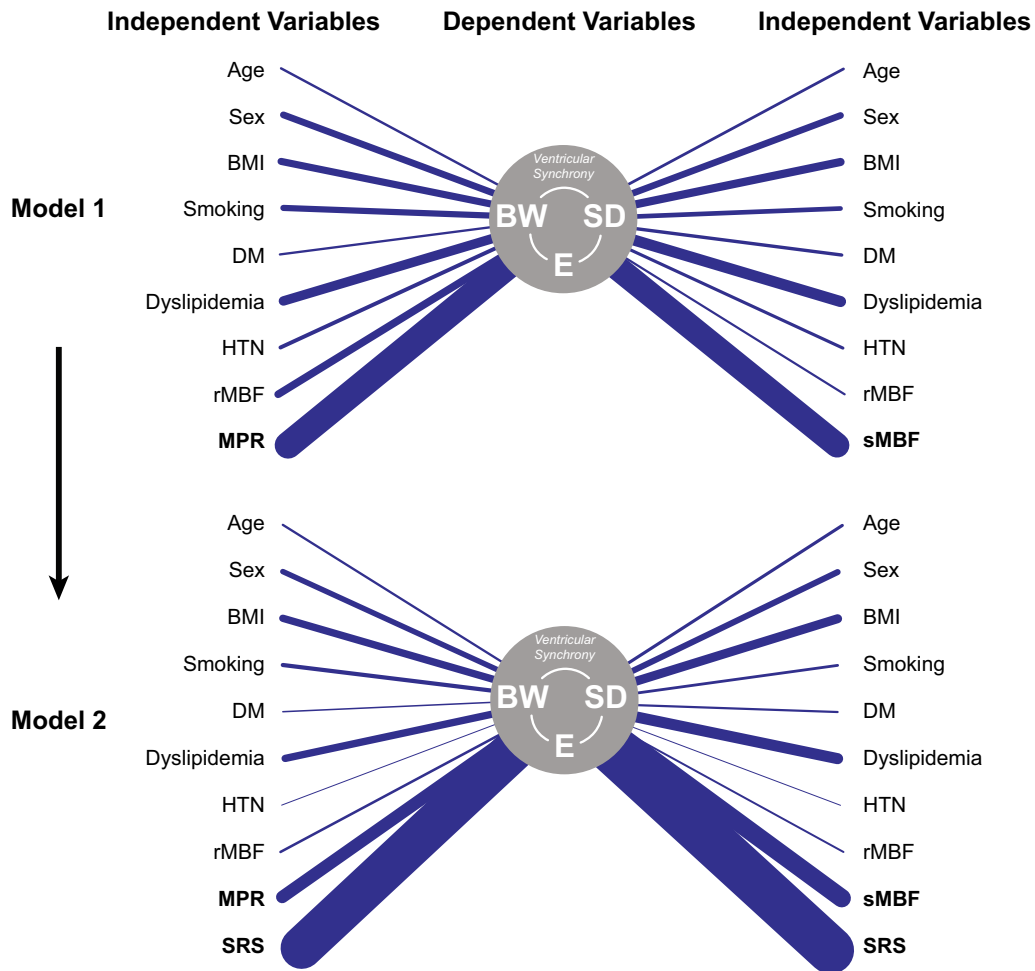 Independent Variables Dependent Variables Independent Variables
Model 1
Age
Sex
BMI
Smoking
DM
Dyslipidemia
HTN
rMBF
MPR
Ventricular
Synchrony
BW SD
E
Age
Sex
BMI
Smoking
DM
Dyslipidemia
HTN
rMBF
sMBF
Model 2
Age
Sex
BMI
Smoking
DM
Dyslipidemia
HTN
rMBF
MPR
SRS
Ventricular
Synchrony
BW SD
E
Age
Sex
BMI
Smoking
DM
Dyslipidemia
HTN
rMBF
sMBF
SRS